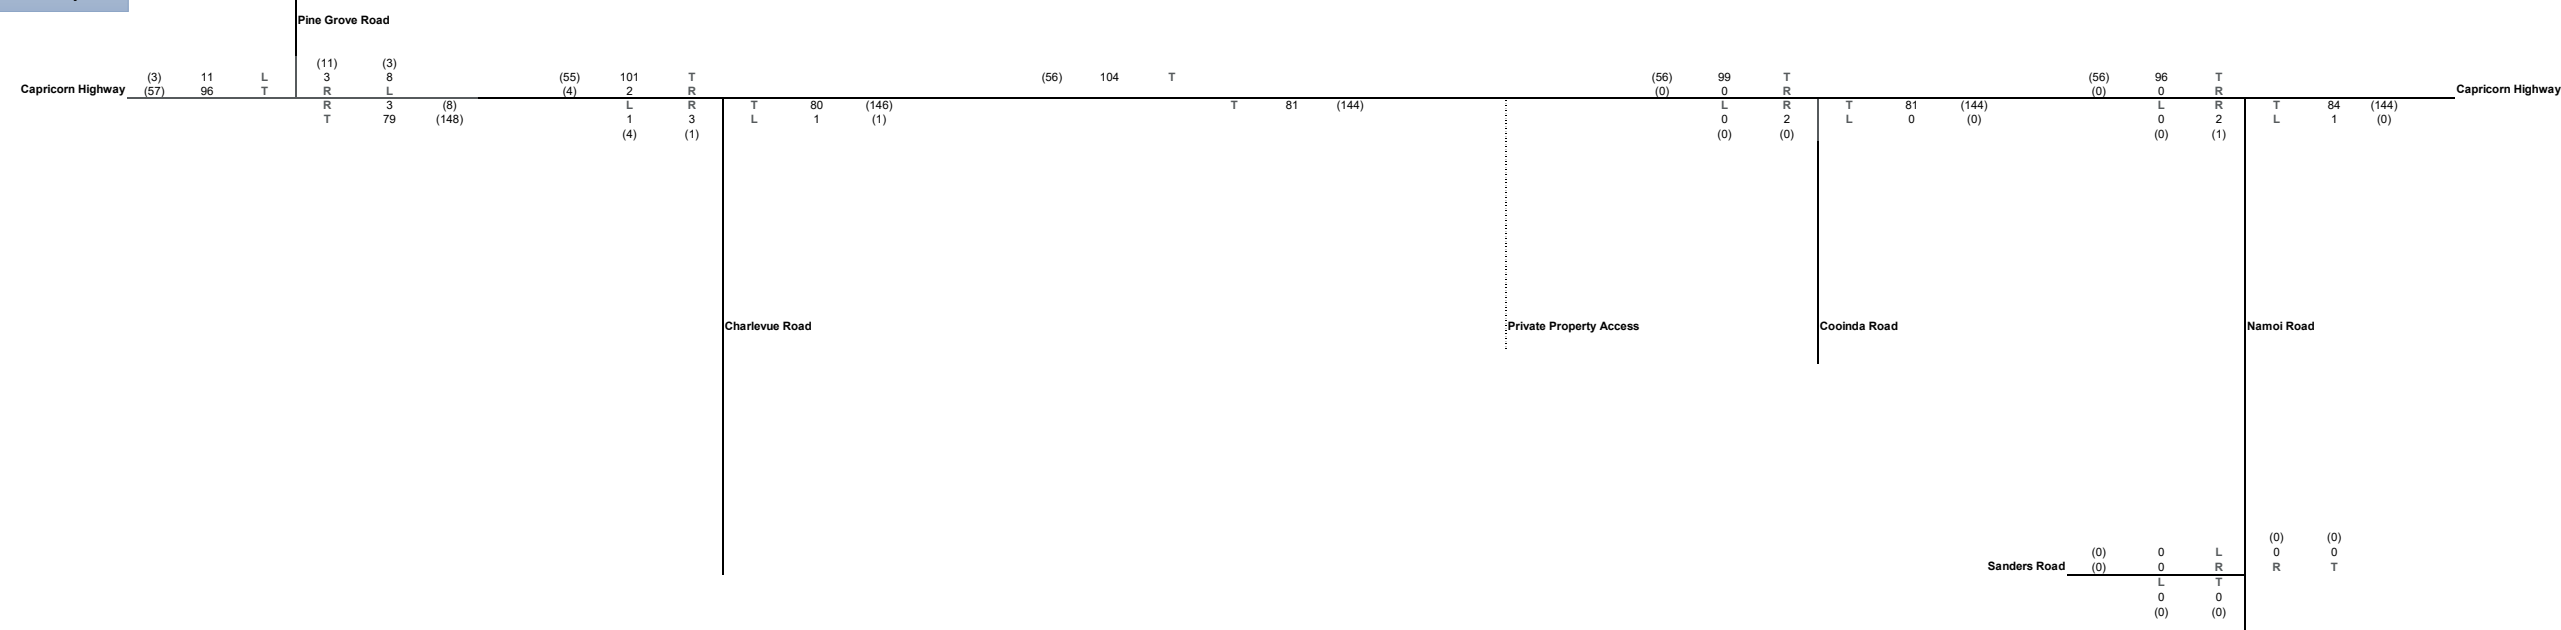 Pine Grove Road
(11) (3)
(3) 11 L 3 8 (55) 101 T (56) 104 T (56) 99 T (56) 96 T
Capricorn Highway (57) 96 T R L (4) 2 R (0) 0 R (0) 0 R Capricorn Highway
R 3 (8) L R T 80 (146) T 81 (144) L R T 81 (144) L R T 84 (144)
T 79 (148) 1 3 L 1 (1) 0 2 L 0 (0) 0 2 L 1 (0)
(4) (1) (0) (0) (0) (1)
Charlevue Road Private Property Access Cooinda Road Namoi Road
(0) (0)
(0) 0 L 0 0
Sanders Road (0) 0 R R T
L T
0 0
(0) (0)